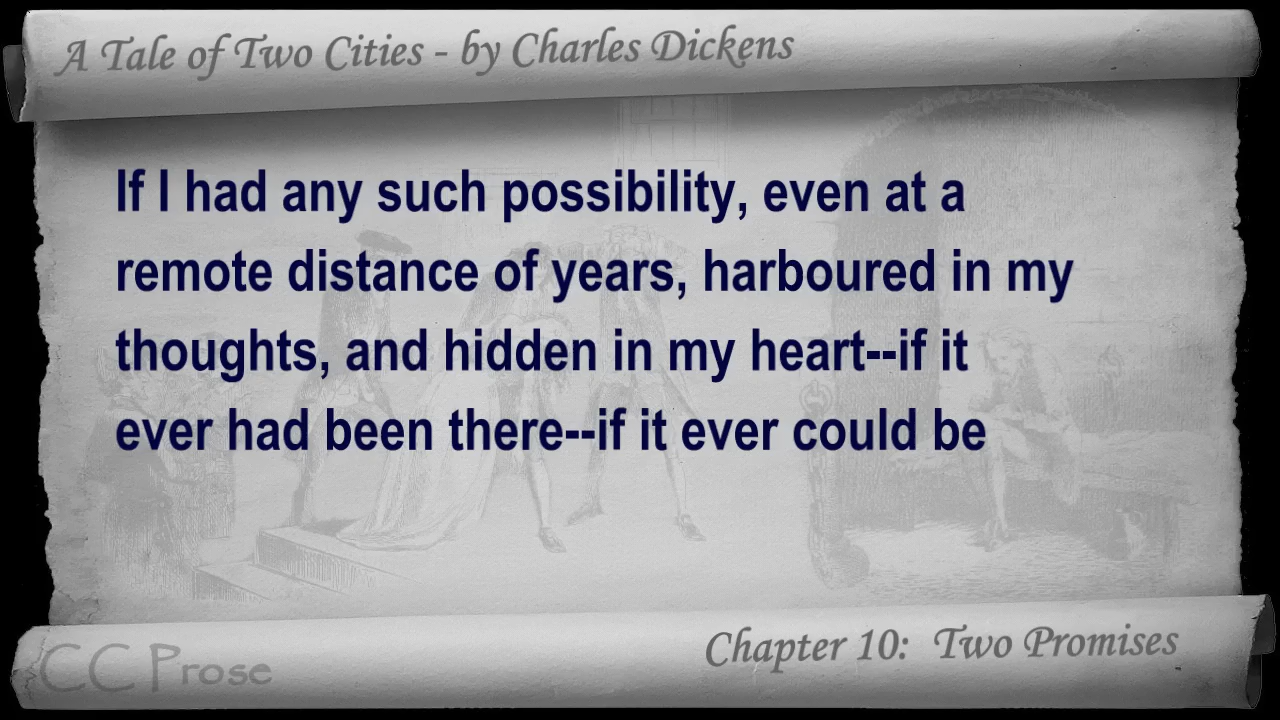 A Tale of Two Cities - by Charles Dickens
If I had any such possibility, even at a
remote distance of years, harboured in my
thoughts, and hidden in my heart--if it
ever had been there--if it ever could be
Chapter 10: Two Promises
CC Prose